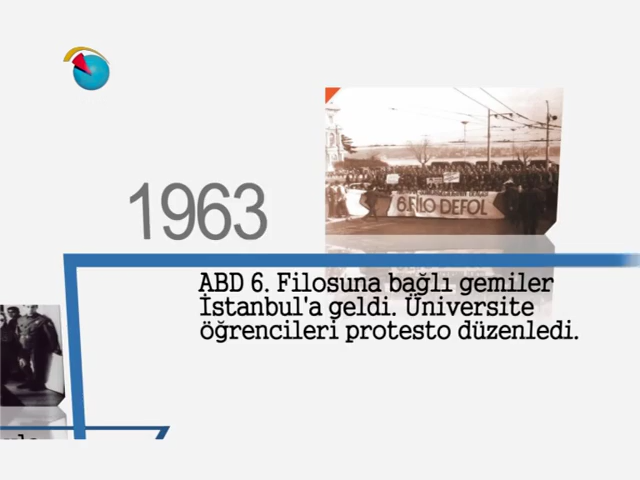 1963
6.FİLO DEFOL
ABD 6. Filosuna bağlı gemiler
İstanbul'a geldi. Üniversite
öğrencileri protesto düzenledi.